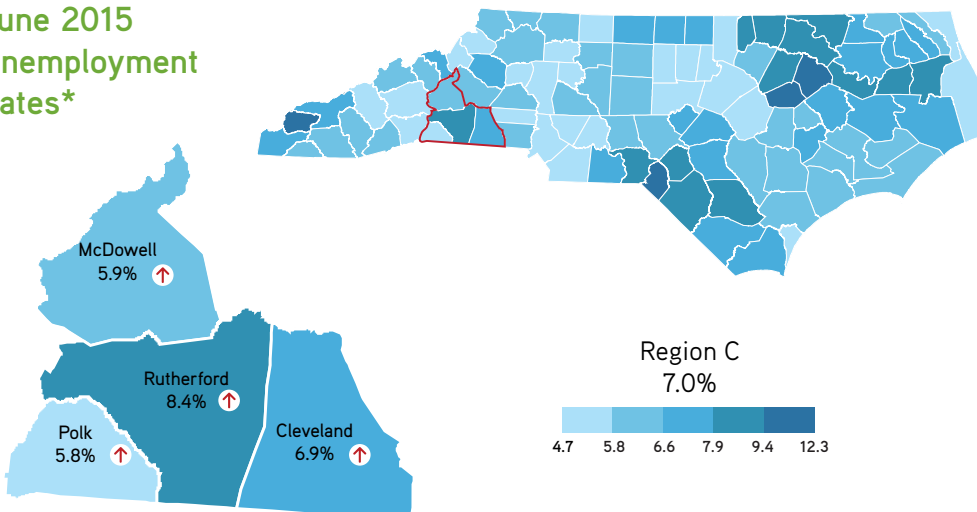 une 2015
nemployment
ates*
McDowell
5.9%
Rutherford
8.4%
Polk
5.8%
Cleveland
6.9%
Region C
7.0%
4.7 5.8 6.6 7.9 9.4 12.3